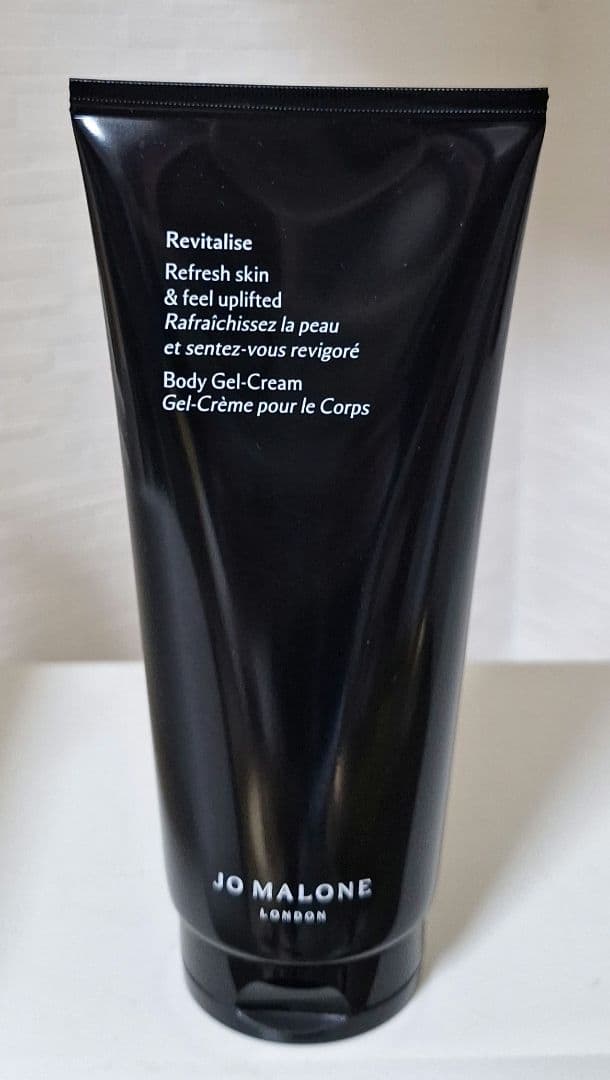 Revitalise
Refresh skin
& feel uplifted
Rafraîchissez la peau
et sentez-vous revigoré
Body Gel-Cream
Gel-Crème pour le Corps
JO MALONE
LONDON